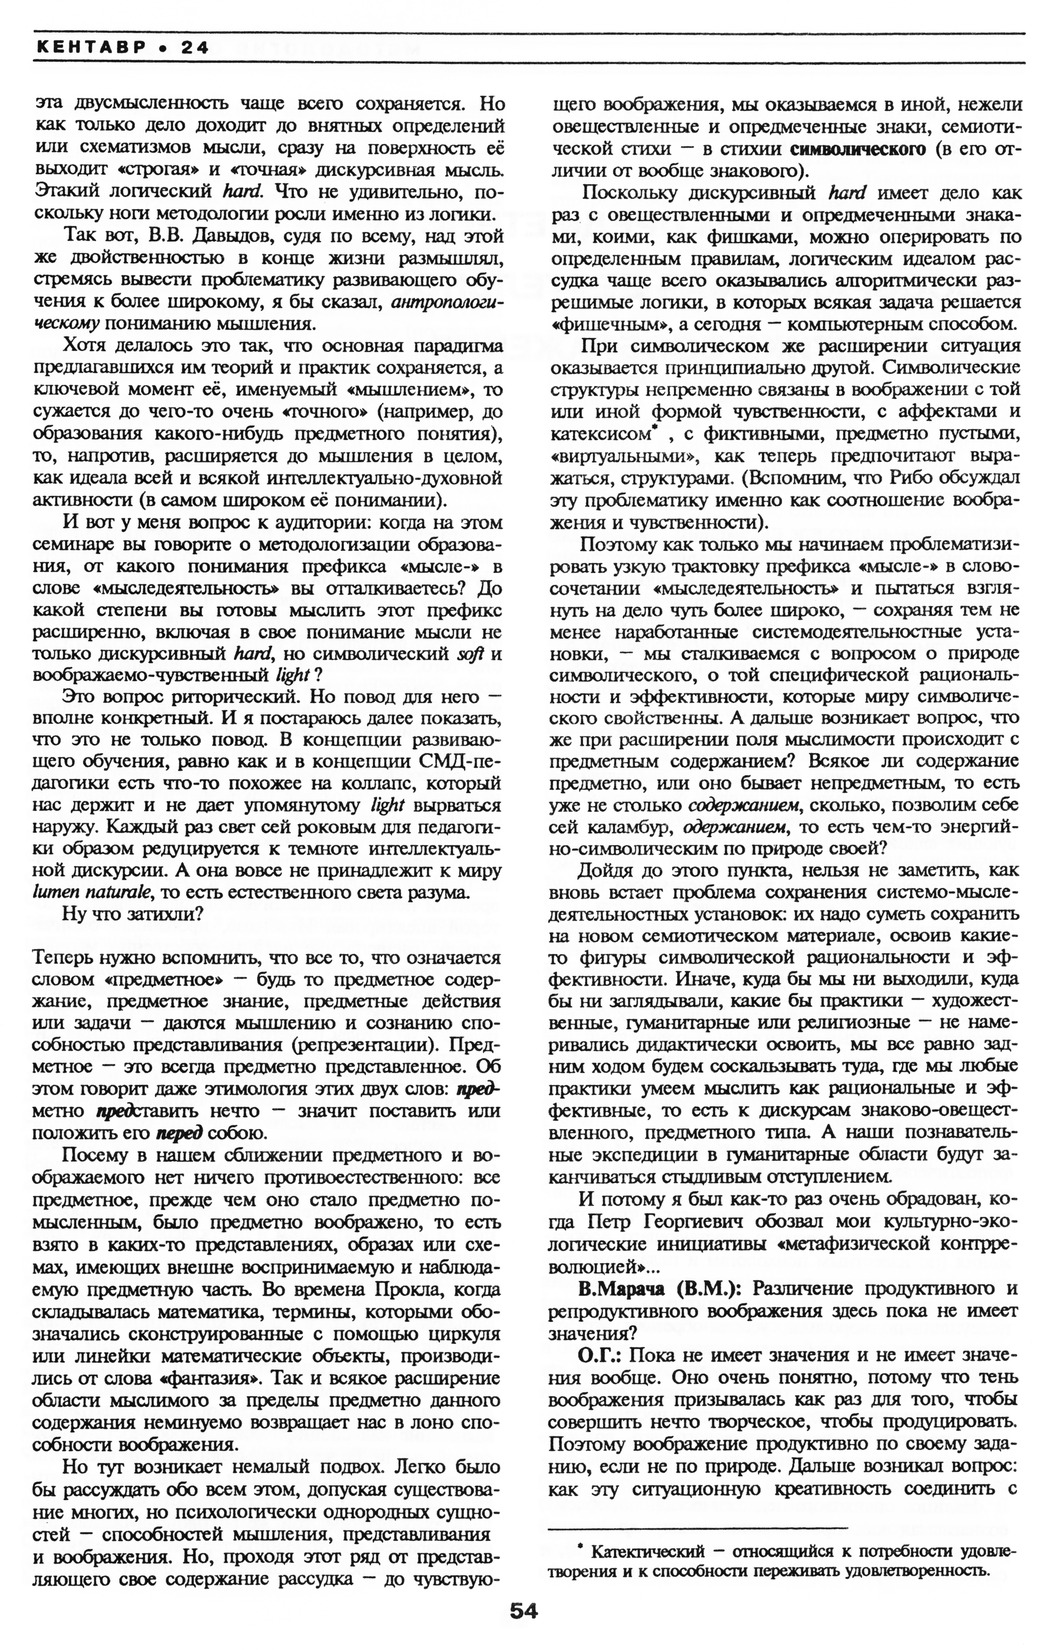 КЕНТАВР • 24
эта двусмысленность чаще всего сохраняется. Но
как только дело доходит до внятных определений
или схематизмов мысли, сразу на поверхность её
выходит «строгая» и «точная» дискурсивная мысль.
Этакий логический hard. Что не удивительно, по-
скольку ноги методологии росли именно из логики.
Так вот, В.В. Давыдов, судя по всему, над этой
же двойственностью в конце жизни размышлял,
стремясь вывести проблематику развивающего обу-
чения к более широкому, я бы сказал, антропологи-
ческому пониманию мышления.
Хотя делалось это так, что основная парадигма
предлагавшихся им теорий и практик сохраняется, а
ключевой момент её, именуемый «мышлением», то
сужается до чего-то очень «точного» (например, до
образования какого-нибудь предметного понятия),
то, напротив, расширяется до мышления в целом,
как идеала всей и всякой интеллектуально-духовной
активности (в самом широком её понимании).
И вот у меня вопрос к аудитории: когда на этом
семинаре вы говорите о методологизации образова-
ния, от какого понимания префикса «мысле-» в
слове «мыследеятельность» вы отталкиваетесь? До
какой степени вы готовы мыслить этот префикс
расширенно, включая в свое понимание мысли не
только дискурсивный hard, но символический soft и
воображаемо-чувственный light ?
Это вопрос риторический. Но повод для него —
вполне конкретный. И я постараюсь далее показать,
что это не только повод. В концепции развиваю-
щего обучения, равно как и в концепции СМД-пе-
дагогики есть что-то похожее на коллапс, который
нас держит и не дает упомянутому light вырваться
наружу. Каждый раз свет сей роковым для педагоги-
ки образом редуцируется к темноте интеллектуаль-
ной дискурсии. А она вовсе не принадлежит к миру
lumen naturale, то есть естественного света разума.
Ну что затихли?
Теперь нужно вспомнить, что все то, что означается
словом «предметное» — будь то предметное содер-
жание, предметное знание, предметные действия
или задачи — даются мышлению и сознанию спо-
собностью представливания (репрезентации). Пред-
метное — это всегда предметно представленное. Об
этом говорит даже этимология этих двух слов: пред-
метно представить нечто — значит поставить или
положить его перед собою.
Посему в нашем сближении предметного и во-
ображаемого нет ничего противоестественного: все
предметное, прежде чем оно стало предметно по-
мысленным, было предметно воображено, то есть
взято в каких-то представлениях, образах или схе-
мах, имеющих внешне воспринимаемую и наблюда-
емую предметную часть. Во времена Прокла, когда
складывалась математика, термины, которыми обо-
значались сконструированные с помощью циркуля
или линейки математические объекты, производи-
лись от слова «фантазия». Так и всякое расширение
области мыслимого за пределы предметно данного
содержания неминуемо возвращает нас в лоно спо-
собности воображения.
Но тут возникает немалый подвох. Легко было
бы рассуждать обо всем этом, допуская существова-
ние многих, но психологически однородных сущно-
стей — способностей мышления, представливания
и воображения. Но, проходя этот ряд от представ-
ляющего свое содержание рассудка — до чувствую-
щего воображения, мы оказываемся в иной, нежели
овеществленные и опредмеченные знаки, семиоти-
ческой стихи — в стихии символического (в его от-
личии от вообще знакового).
Поскольку дискурсивный hard имеет дело как
раз с овеществленными и опредмеченными знака-
ми, коими, как фишками, можно оперировать по
определенным правилам, логическим идеалом рас-
судка чаще всего оказывались алгоритмически раз-
решимые логики, в которых всякая задача решается
«фишечным», а сегодня — компьютерным способом.
При символическом же расширении ситуация
оказывается принципиально другой. Символические
структуры непременно связаны в воображении с той
или иной формой чувственности, с аффектами и
катексисом* , с фиктивными, предметно пустыми,
«виртуальными», как теперь предпочитают выра-
жаться, структурами. (Вспомним, что Рибо обсуждал
эту проблематику именно как соотношение вообра-
жения и чувственности).
Поэтому как только мы начинаем проблематизи-
ровать узкую трактовку префикса «мысле-» в слово-
сочетании «мыследеятельность» и пытаться взгля-
нуть на дело чуть более широко, — сохраняя тем не
менее наработанные системодеятельностные уста-
новки, — мы сталкиваемся с вопросом о природе
символического, о той специфической рациональ-
ности и эффективности, которые миру символиче-
ского свойственны. А дальше возникает вопрос, что
же при расширении поля мыслимости происходит с
предметным содержанием? Всякое ли содержание
предметно, или оно бывает непредметным, то есть
уже не столько содержанием, сколько, позволим себе
сей каламбур, одержанием, то есть чем-то энергий-
но-символическим по природе своей?
Дойдя до этого пункта, нельзя не заметить, как
вновь встает проблема сохранения системо-мысле-
деятельностных установок: их надо суметь сохранить
на новом семиотическом материале, освоив какие-
то фигуры символической рациональности и эф-
фективности. Иначе, куда бы мы ни выходили, куда
бы ни заглядывали, какие бы практики — художест-
венные, гуманитарные или религиозные — не наме-
ривались дидактически освоить, мы все равно зад-
ним ходом будем соскальзывать туда, где мы любые
практики умеем мыслить как рациональные и эф-
фективные, то есть к дискурсам знаково-овещест-
вленного, предметного типа. А наши познаватель-
ные экспедиции в гуманитарные области будут за-
канчиваться стыдливым отступлением.
И потому я был как-то раз очень обрадован, ко-
гда Петр Георгиевич обозвал мои культурно-эко-
логические инициативы «метафизической контрре-
волюцией»...
В.Марача (В.М.): Различение продуктивного и
репродуктивного воображения здесь пока не имеет
значения?
О.Г.: Пока не имеет значения и не имеет значе-
ния вообще. Оно очень понятно, потому что тень
воображения призывалась как раз для того, чтобы
совершить нечто творческое, чтобы продуцировать.
Поэтому воображение продуктивно по своему зада-
нию, если не по природе. Дальше возникал вопрос:
как эту ситуационную креативность соединить с
* Катектический — относящийся к потребности удовле-
творения и к способности переживать удовлетворенность.
54